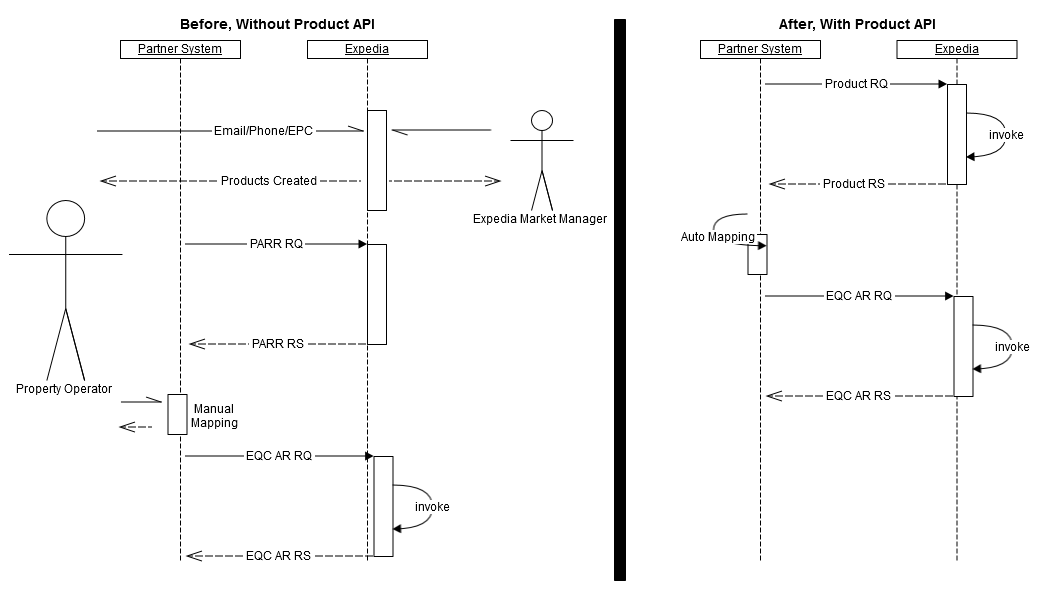 Before, Without Product API
Partner System
Expedia
Email/Phone/EPC
Products Created
Expedia Market Manager
PARR RQ
PARR RS
Property Operator
Manual
Mapping
EQC AR RQ
invoke
EQC AR RS
After, With Product API
Partner System
Expedia
Product RQ
invoke
Product RS
Auto Mapping
EQC AR RQ
invoke
EQC AR RS